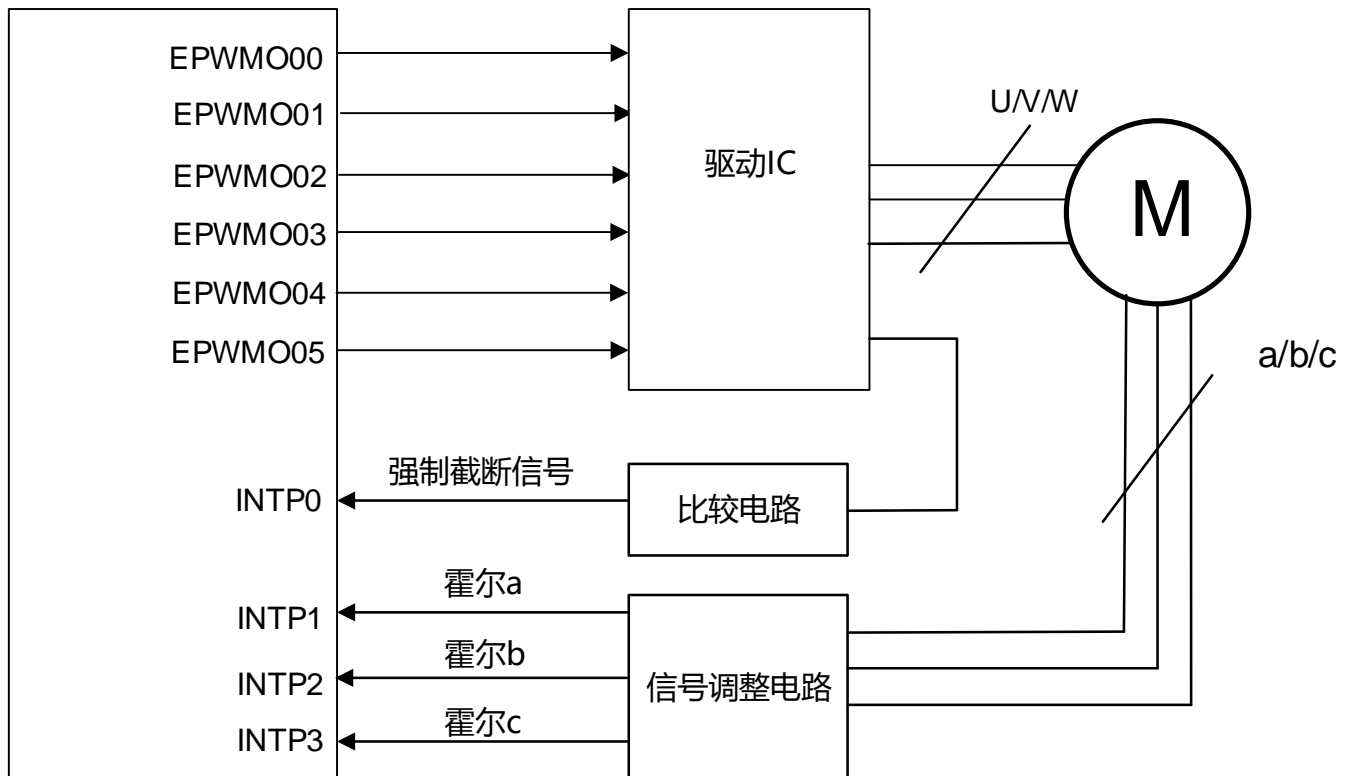 EPWMO00
EPWMO01
EPWMO02
EPWMO03
EPWMO04
EPWMO05
驱动IC
U/V/W
M
a/b/c
INTP0
强制截断信号
比较电路
INTP1
霍尔a
INTP2
霍尔b
INTP3
霍尔c
信号调整电路